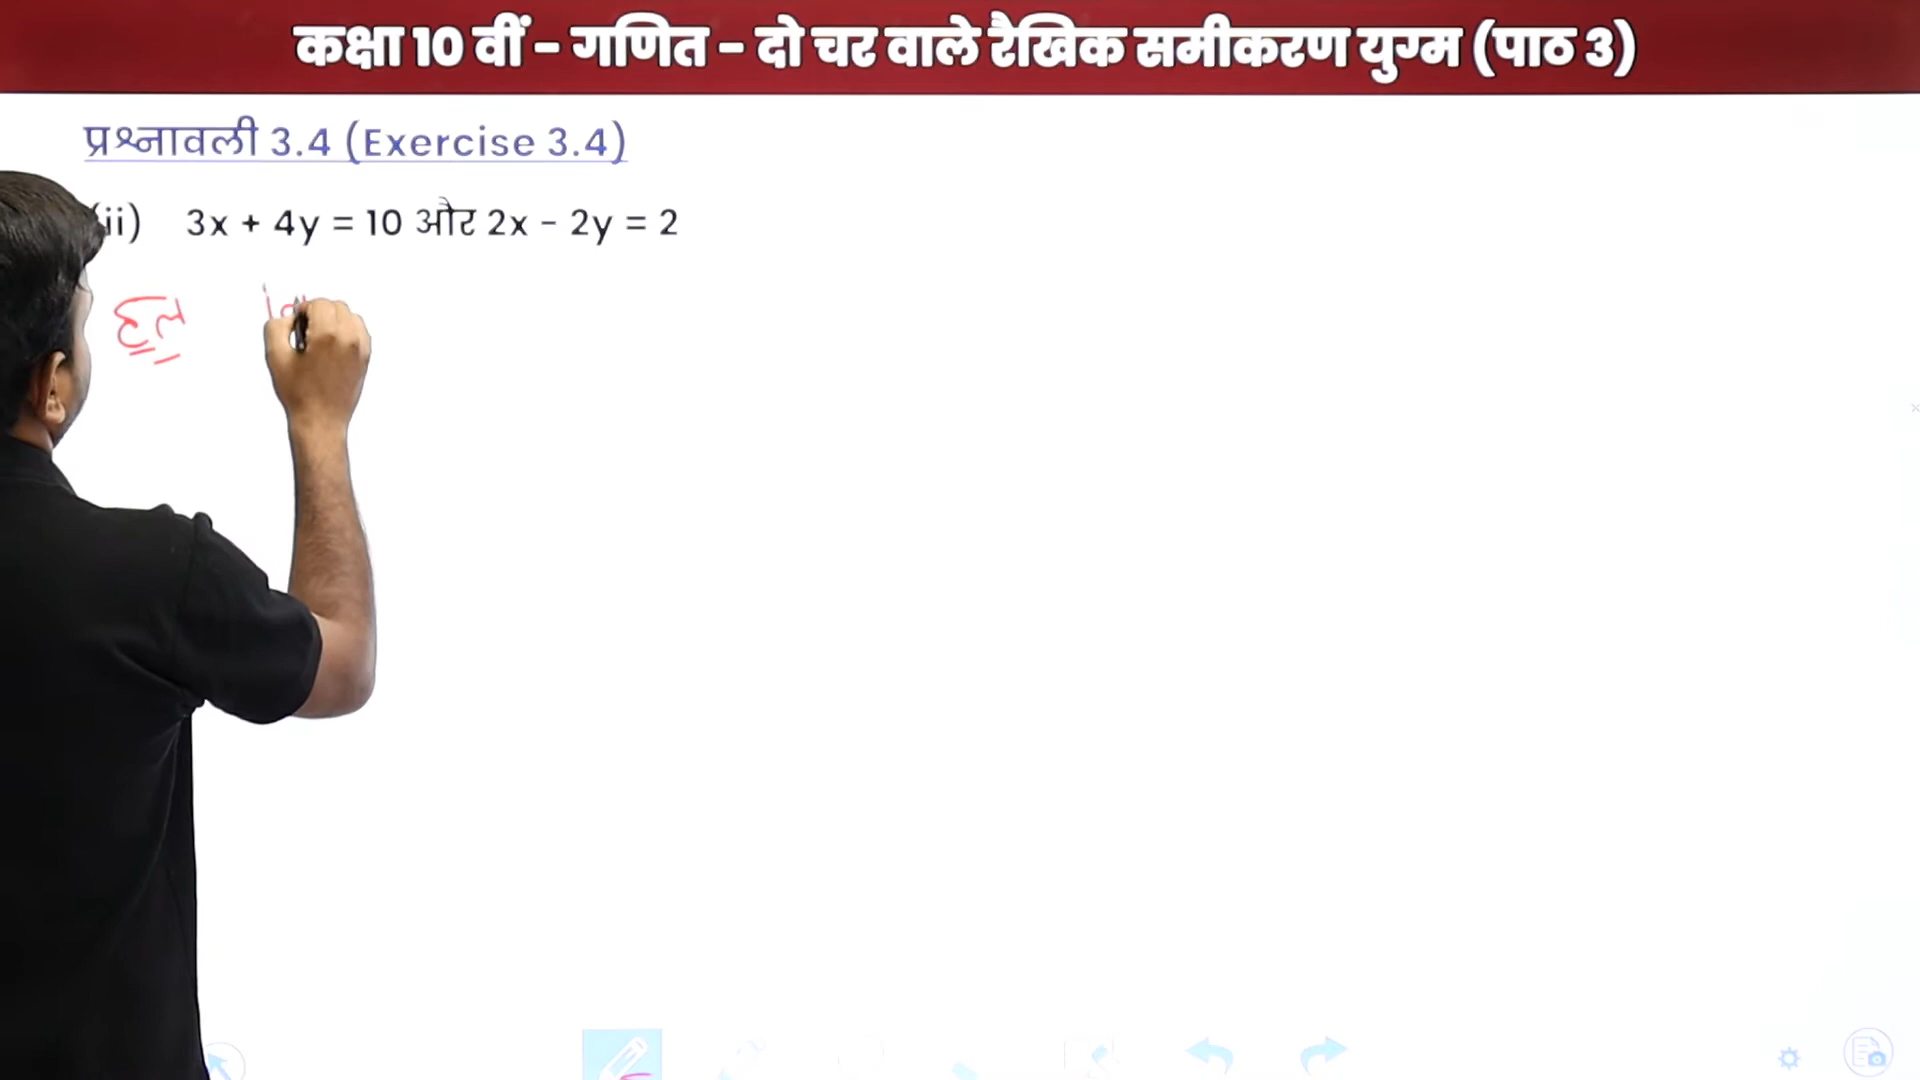 कक्षा 10 वीं - गणित - दो चर वाले रैखिक समीकरण युग्म (पाठ 3)
प्रश्नावली 3.4 (Exercise 3.4)
(ii) 3x + 4y = 10 और 2x - 2y = 2
हल